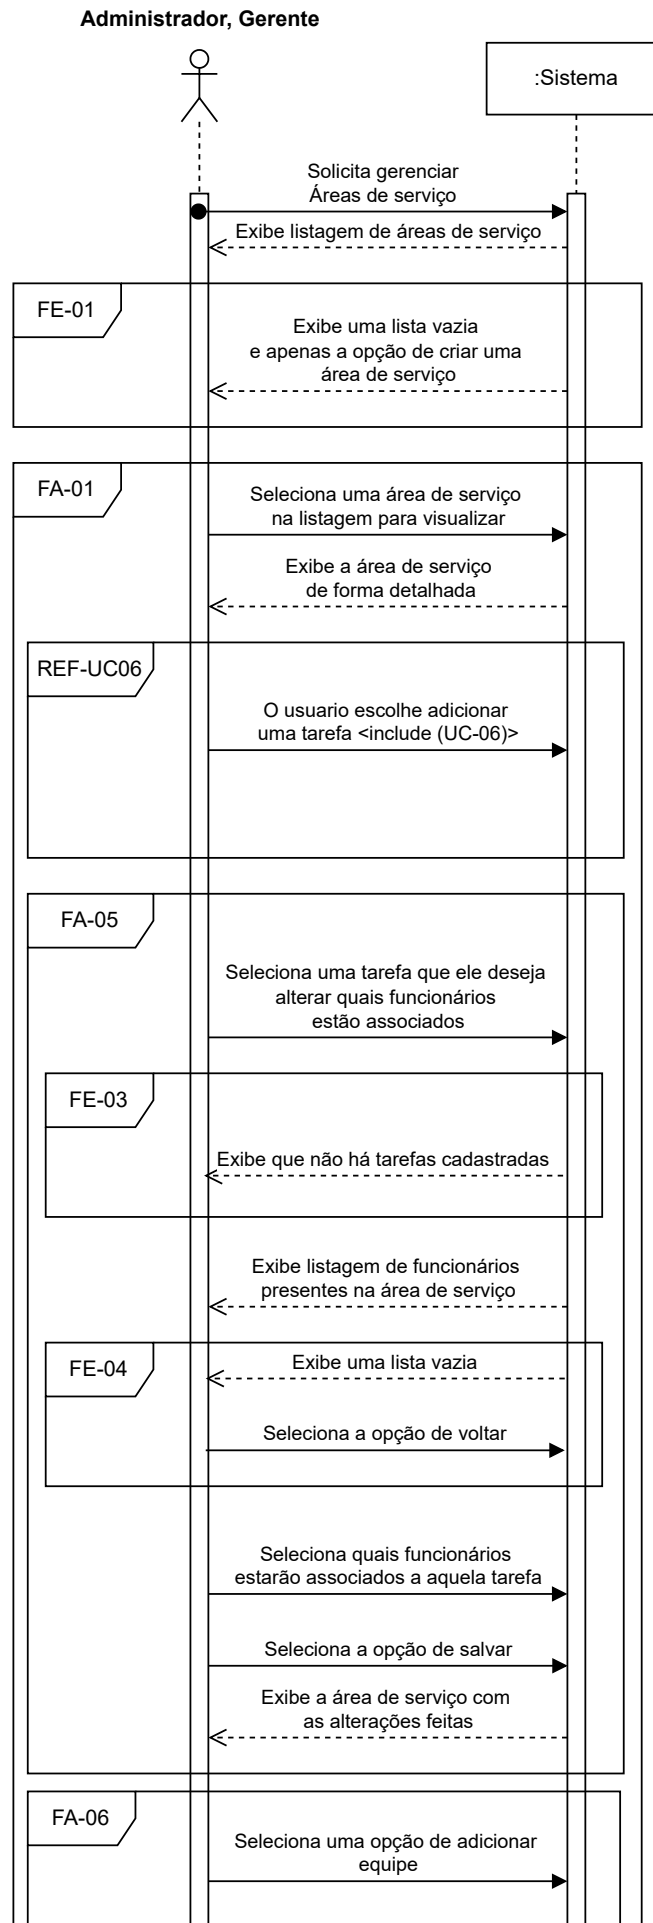 Administrador, Gerente
:Sistema
Solicita gerenciar
Áreas de serviço
Exibe listagem de áreas de serviço
FE-01
Exibe uma lista vazia
e apenas a opção de criar uma
área de serviço
FA-01
Seleciona uma área de serviço
na listagem para visualizar
Exibe a área de serviço
de forma detalhada
REF-UC06
O usuario escolhe adicionar
uma tarefa <include (UC-06)>
FA-05
Seleciona uma tarefa que ele deseja
alterar quais funcionários
estão associados
FE-03
Exibe que não há tarefas cadastradas
Exibe listagem de funcionários
presentes na área de serviço
FE-04
Exibe uma lista vazia
Seleciona a opção de voltar
Seleciona quais funcionários
estarão associados a aquela tarefa
Seleciona a opção de salvar
Exibe a área de serviço com
as alterações feitas
FA-06
Seleciona uma opção de adicionar
equipe